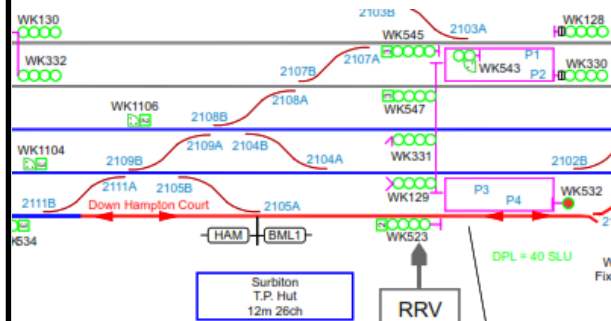 2103B
WK130
WK545
2103A
WK128
WK332
2107A
WK543
P1
WK330
P2
2107B
2108A
WK1106
2108B
WK547
WK1104
2109A
2104B
WK331
2109B
2104A
2102B
2111A
2105B
WK129
P3
WK532
2111B
Down Hampton Court
2105A
P4
HAM
BML1
WK523
DPL = 40 SLU
Surbiton
T.P. Hut
12m 26ch
RRV